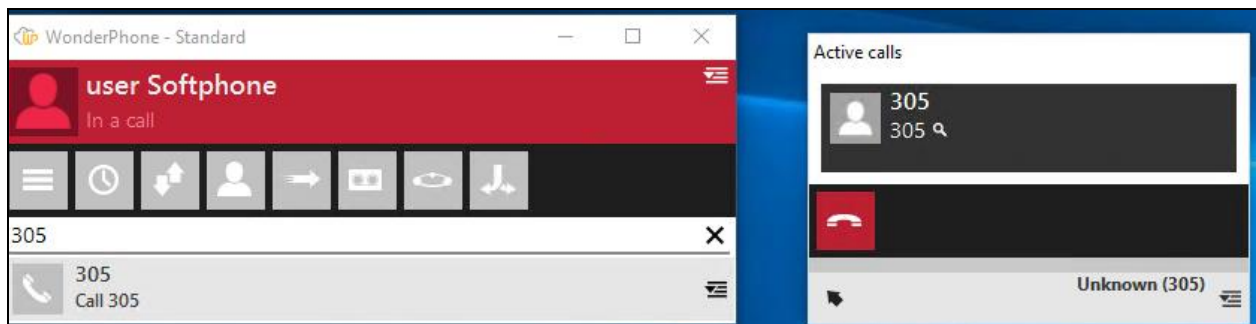 WonderPhone - Standard
user Softphone
In a call
305
305
Call 305
Active calls
305
305
Unknown (305)